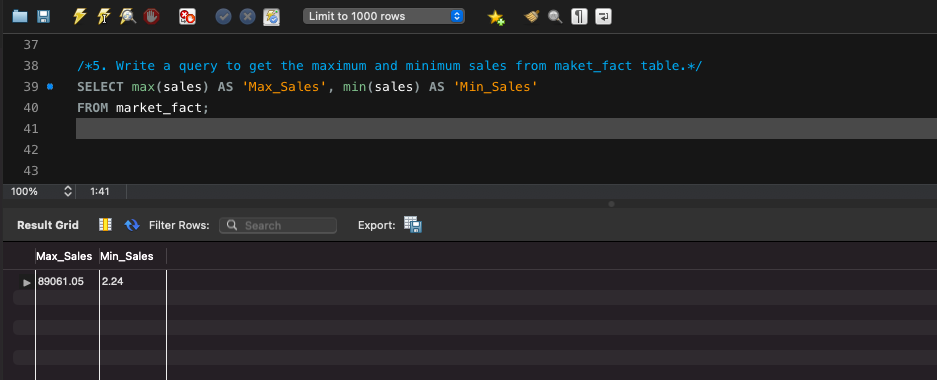 Limit to 1000 rows
37
38 /*5. Write a query to get the maximum and minimum sales from maket_fact table.*/
39 SELECT max(sales) AS 'Max_Sales', min(sales) AS 'Min_Sales'
40 FROM market_fact;
41
42
43
100% 1:41
Result Grid Filter Rows: Search Export:
Max_Sales Min_Sales
89061.05 2.24